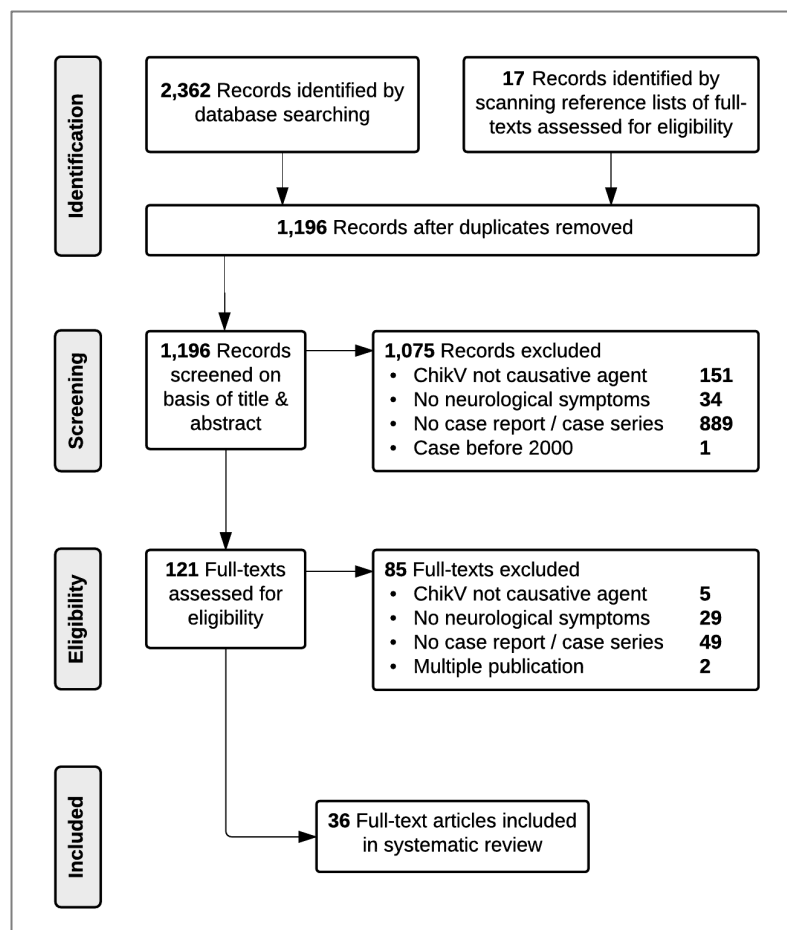 Identification
2,362 Records identified by
database searching
17 Records identified by
scanning reference lists of full-
texts assessed for eligibility
1,196 Records after duplicates removed
Screening
1,196 Records
screened on
basis of title &
abstract
1,075 Records excluded
• ChikV not causative agent 151
• No neurological symptoms 34
• No case report / case series 889
• Case before 2000 1
Eligibility
121 Full-texts
assessed for
eligibility
85 Full-texts excluded
• ChikV not causative agent 5
• No neurological symptoms 29
• No case report / case series 49
• Multiple publication 2
Included
36 Full-text articles included
in systematic review